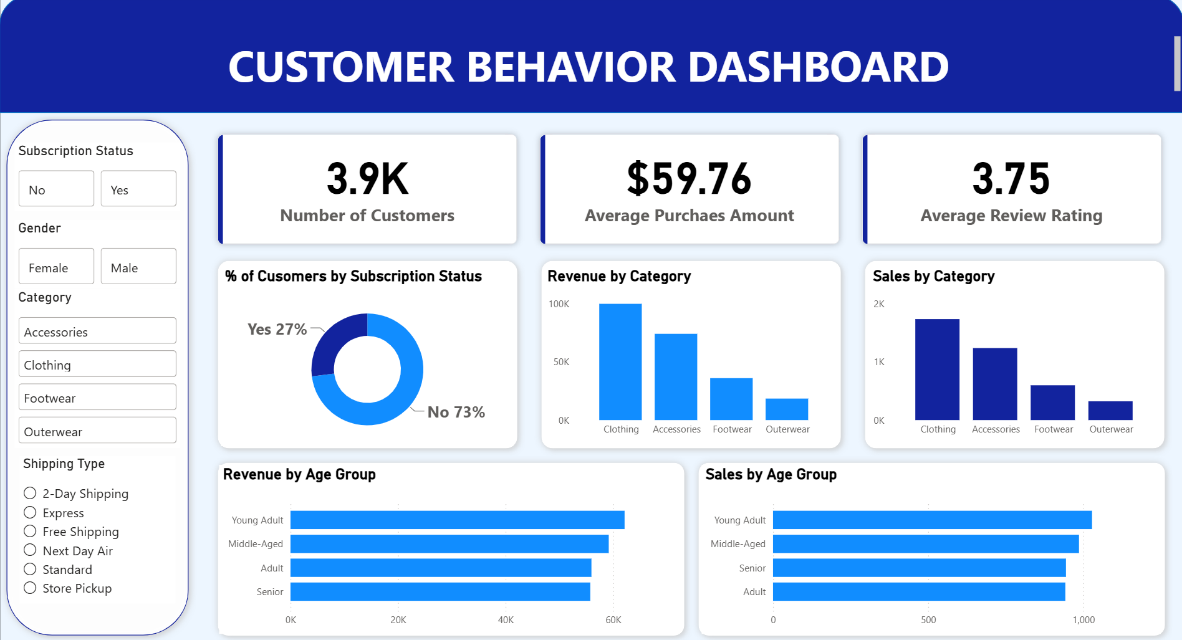 CUSTOMER BEHAVIOR DASHBOARD
Subscription Status
No
Yes
Gender
Female
Male
Category
Accessories
Clothing
Footwear
Outerwear
Shipping Type
2-Day Shipping
Express
Free Shipping
Next Day Air
Standard
Store Pickup
3.9K
Number of Customers
$59.76
Average Purchaes Amount
3.75
Average Review Rating
% of Cusomers by Subscription Status
Yes 27%
No 73%
Revenue by Category
100K
50K
0K
Clothing
Accessories
Footwear
Outerwear
Sales by Category
2K
1K
0K
Clothing
Accessories
Footwear
Outerwear
Revenue by Age Group
Young Adult
Middle-Aged
Adult
Senior
0K
20K
40K
60K
Sales by Age Group
Young Adult
Middle-Aged
Senior
Adult
0
500
1,000